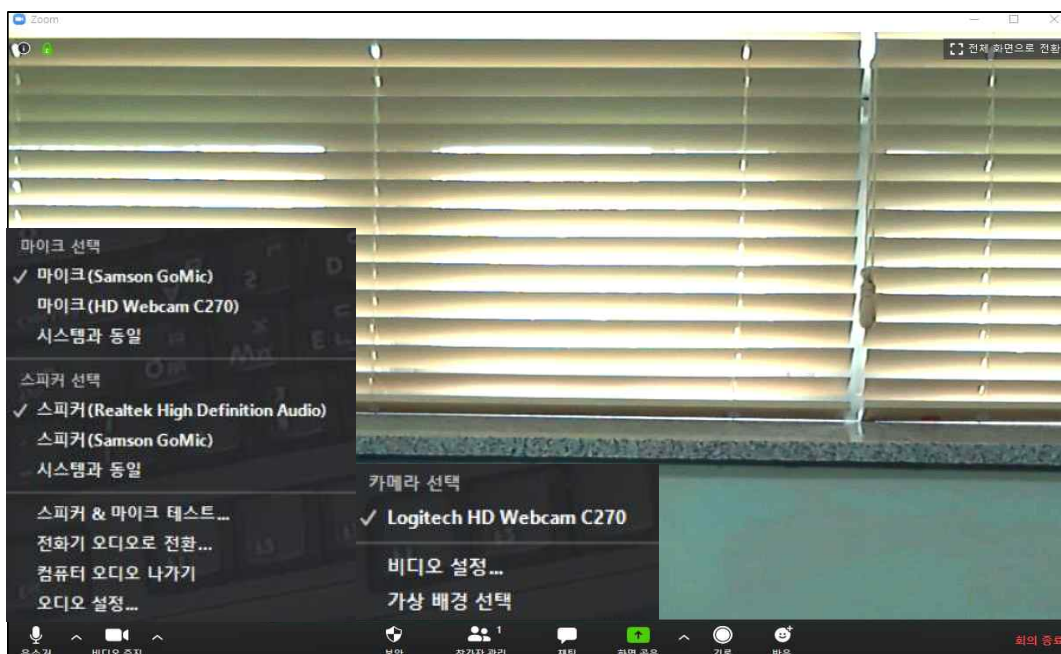 Zoom
전체 화면으로 전환
마이크 선택
✓ 마이크(Samson GoMic)
마이크(HD Webcam C270)
시스템과 동일
스피커 선택
✓ 스피커(Realtek High Definition Audio)
스피커(Samson GoMic)
시스템과 동일
스피커 & 마이크 테스트...
전화기 오디오로 전환...
컴퓨터 오디오 나가기
오디오 설정...
카메라 선택
✓ Logitech HD Webcam C270
비디오 설정...
가상 배경 선택
1
회의 종료